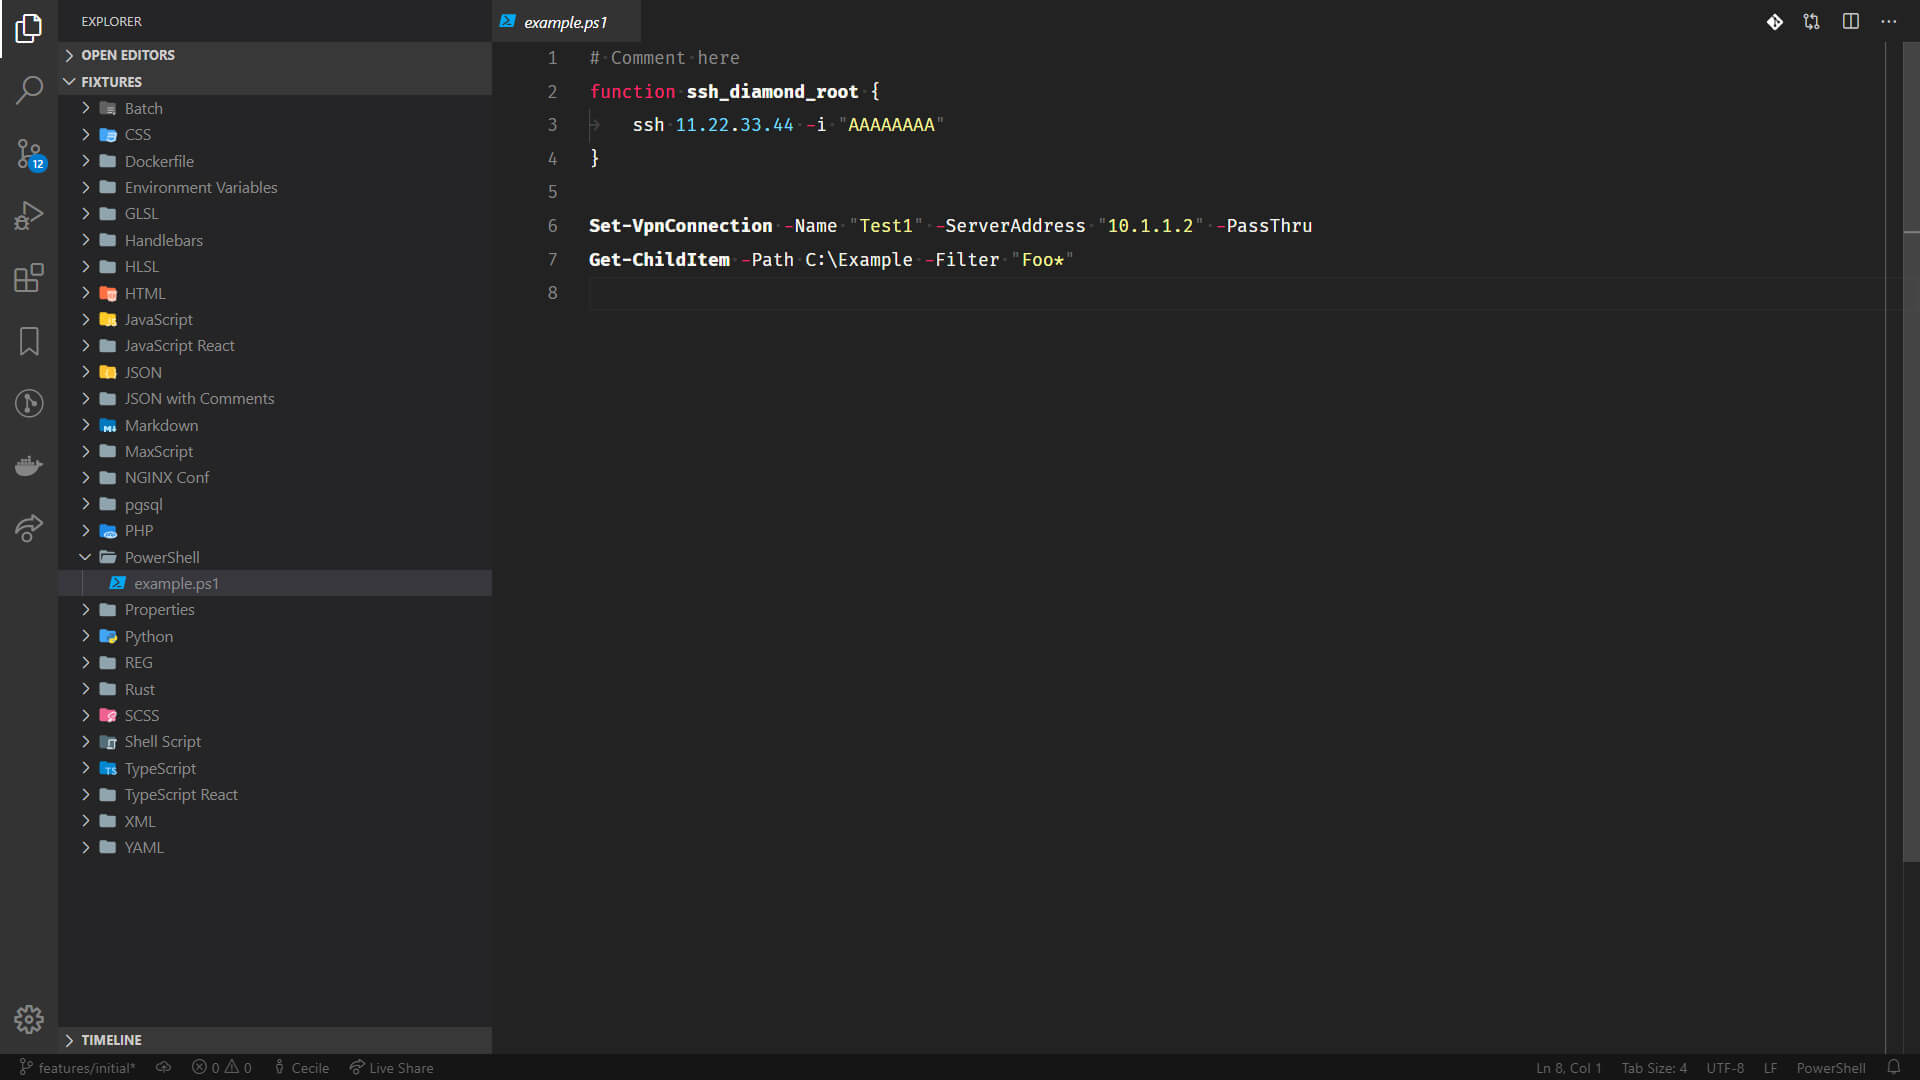 EXPLORER
OPEN EDITORS
FIXTURES
Batch
CSS
Dockerfile
Environment Variables
GLSL
Handlebars
HLSL
HTML
JavaScript
JavaScript React
JSON
JSON with Comments
Markdown
MaxScript
NGINX Conf
pgsql
PHP
PowerShell
example.ps1
Properties
Python
REG
Rust
SCSS
Shell Script
TypeScript
TypeScript React
XML
YAML
TIMELINE
12
example.ps1
1 # Comment here
2 function ssh_diamond_root {
3 ssh 11.22.33.44 -i "AAAAAAAA"
4 }
5
6 Set-VpnConnection -Name "Test1" -ServerAddress "10.1.1.2" -PassThru
7 Get-ChildItem -Path C:\Example -Filter "Foo*"
8
features/initial* 0 0 Cecile Live Share Ln 8, Col 1 Tab Size: 4 UTF-8 LF PowerShell